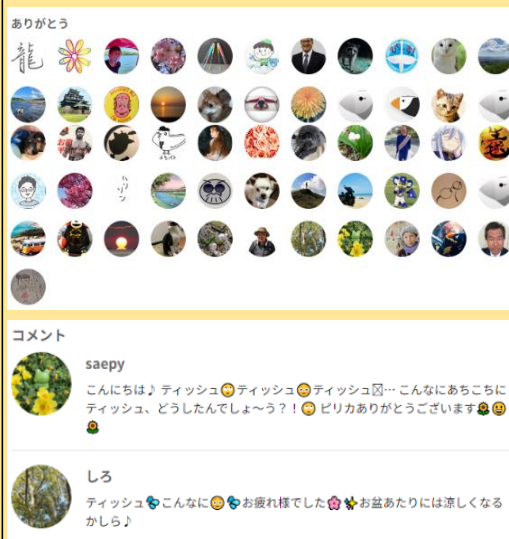 ありがとう
龍
コメント
saepy
こんにちは♪ ティッシュ🙄ティッシュ😳ティッシュ☒… こんなにあちこちに
ティッシュ、どうしたんでしょ〜う？！🙄 ピリカありがとうございます🌻😃
🌻
しろ
ティッシュ💦こんなに😳💦お疲れ様でした🌸✨お盆あたりには涼しくなる
かしら♪